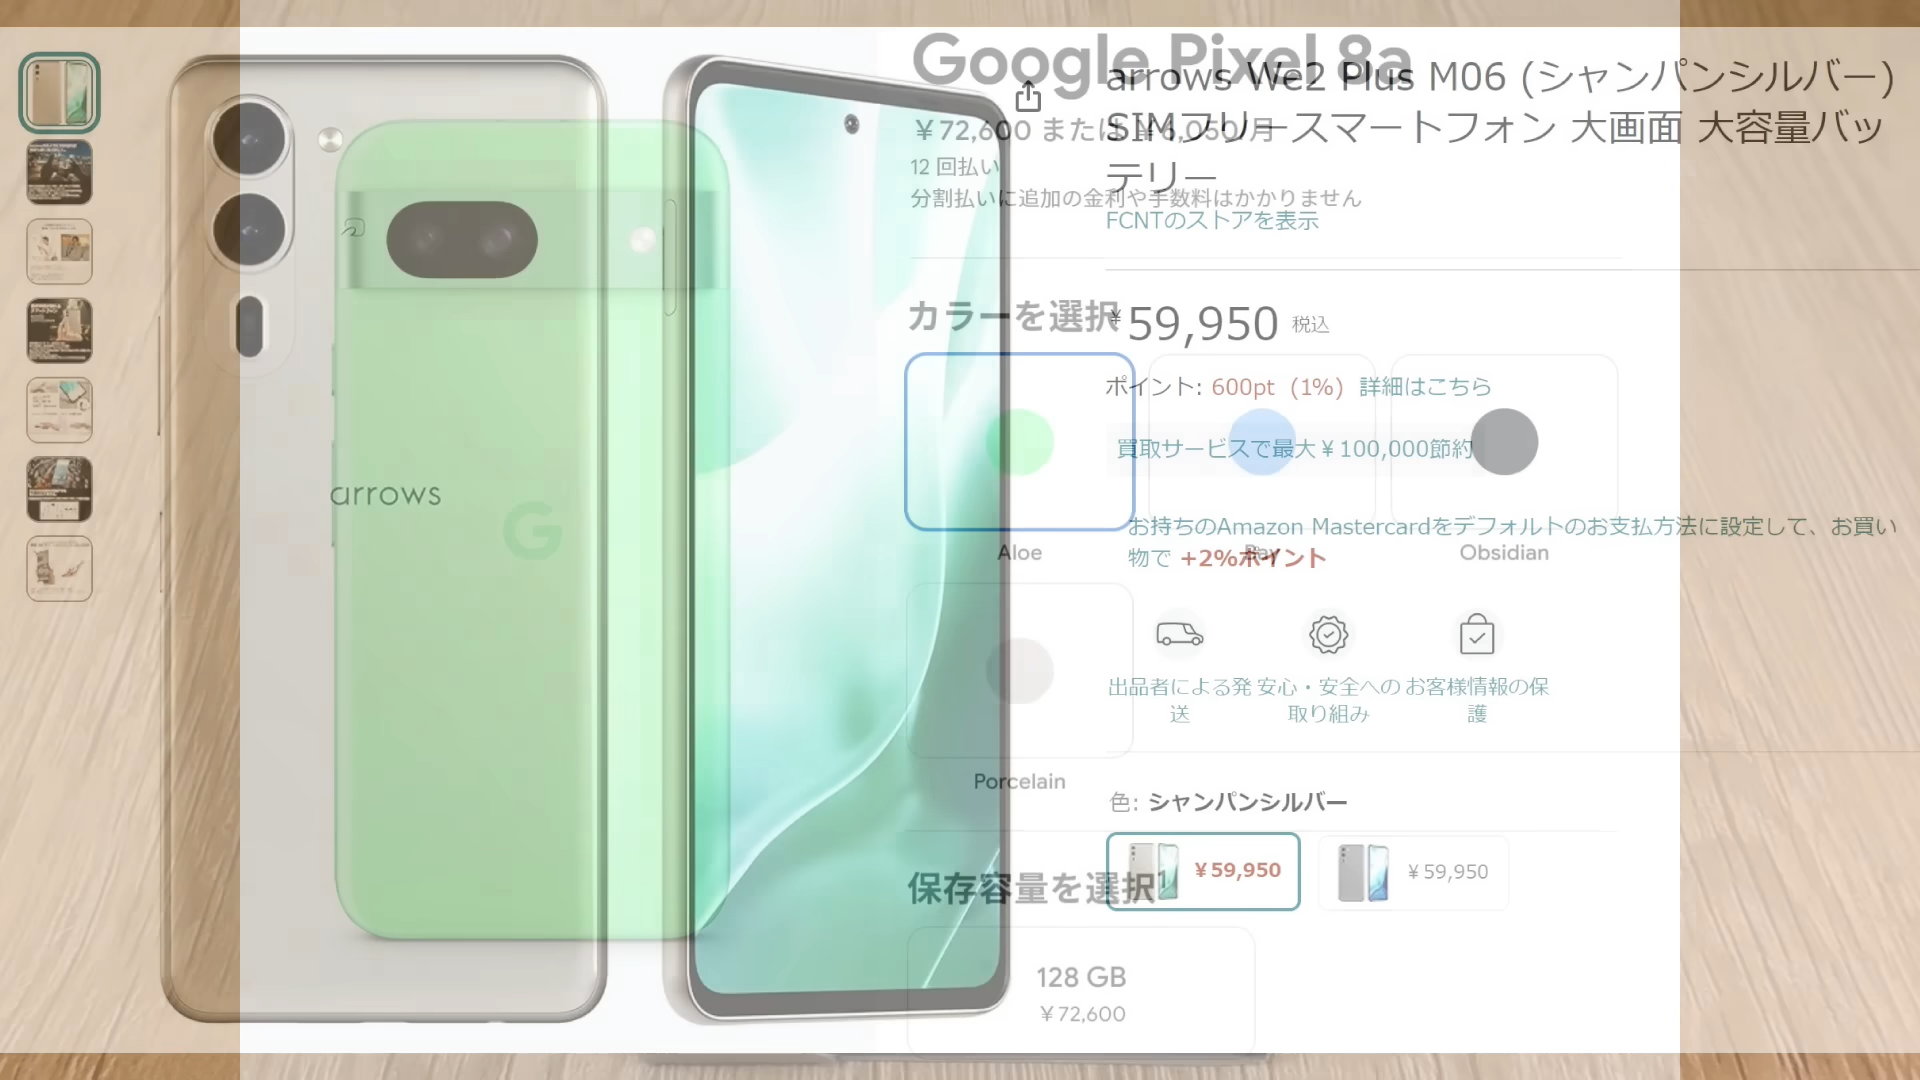 Google Pixel 8a
¥72,600 または ¥6,050/月
12 回払い
分割払いに追加の金利や手数料はかかりません
カラーを選択
Aloe
Bay
Obsidian
Porcelain
保存容量を選択¹
128 GB
¥72,600
arrows We2 Plus M06 (シャンパンシルバー)
SIMフリースマートフォン 大画面 大容量バッ
テリー
FCNTのストアを表示
¥59,950 税込
ポイント: 600pt (1%) 詳細はこちら
買取サービスで最大¥100,000節約
お持ちのAmazon Mastercardをデフォルトのお支払方法に設定して、お買い
物で +2%ポイント
出品者による発
送
安心・安全への
取り組み
お客様情報の保
護
色: シャンパンシルバー
¥59,950
¥59,950
arrows
G